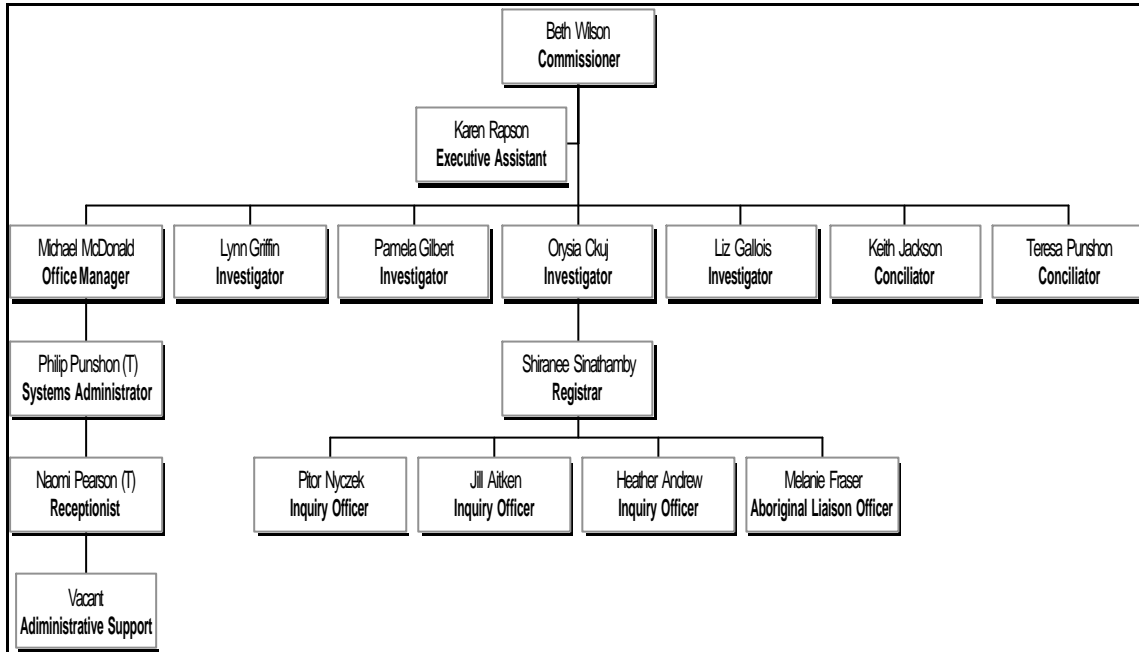 Beth Wilson
Commissioner
Karen Rapson
Executive Assistant
Michael McDonald
Office Manager
Lynn Griffin
Investigator
Pamela Gilbert
Investigator
Orysia Ckuj
Investigator
Liz Gallois
Investigator
Keith Jackson
Conciliator
Teresa Punshon
Conciliator
Philip Punshon (T)
Systems Administrator
Shiranee Sinathamby
Registrar
Naomi Pearson (T)
Receptionist
Pitor Nyczek
Inquiry Officer
Jill Aitken
Inquiry Officer
Heather Andrew
Inquiry Officer
Melanie Fraser
Aboriginal Liaison Officer
Vacant
Adiministrative Support